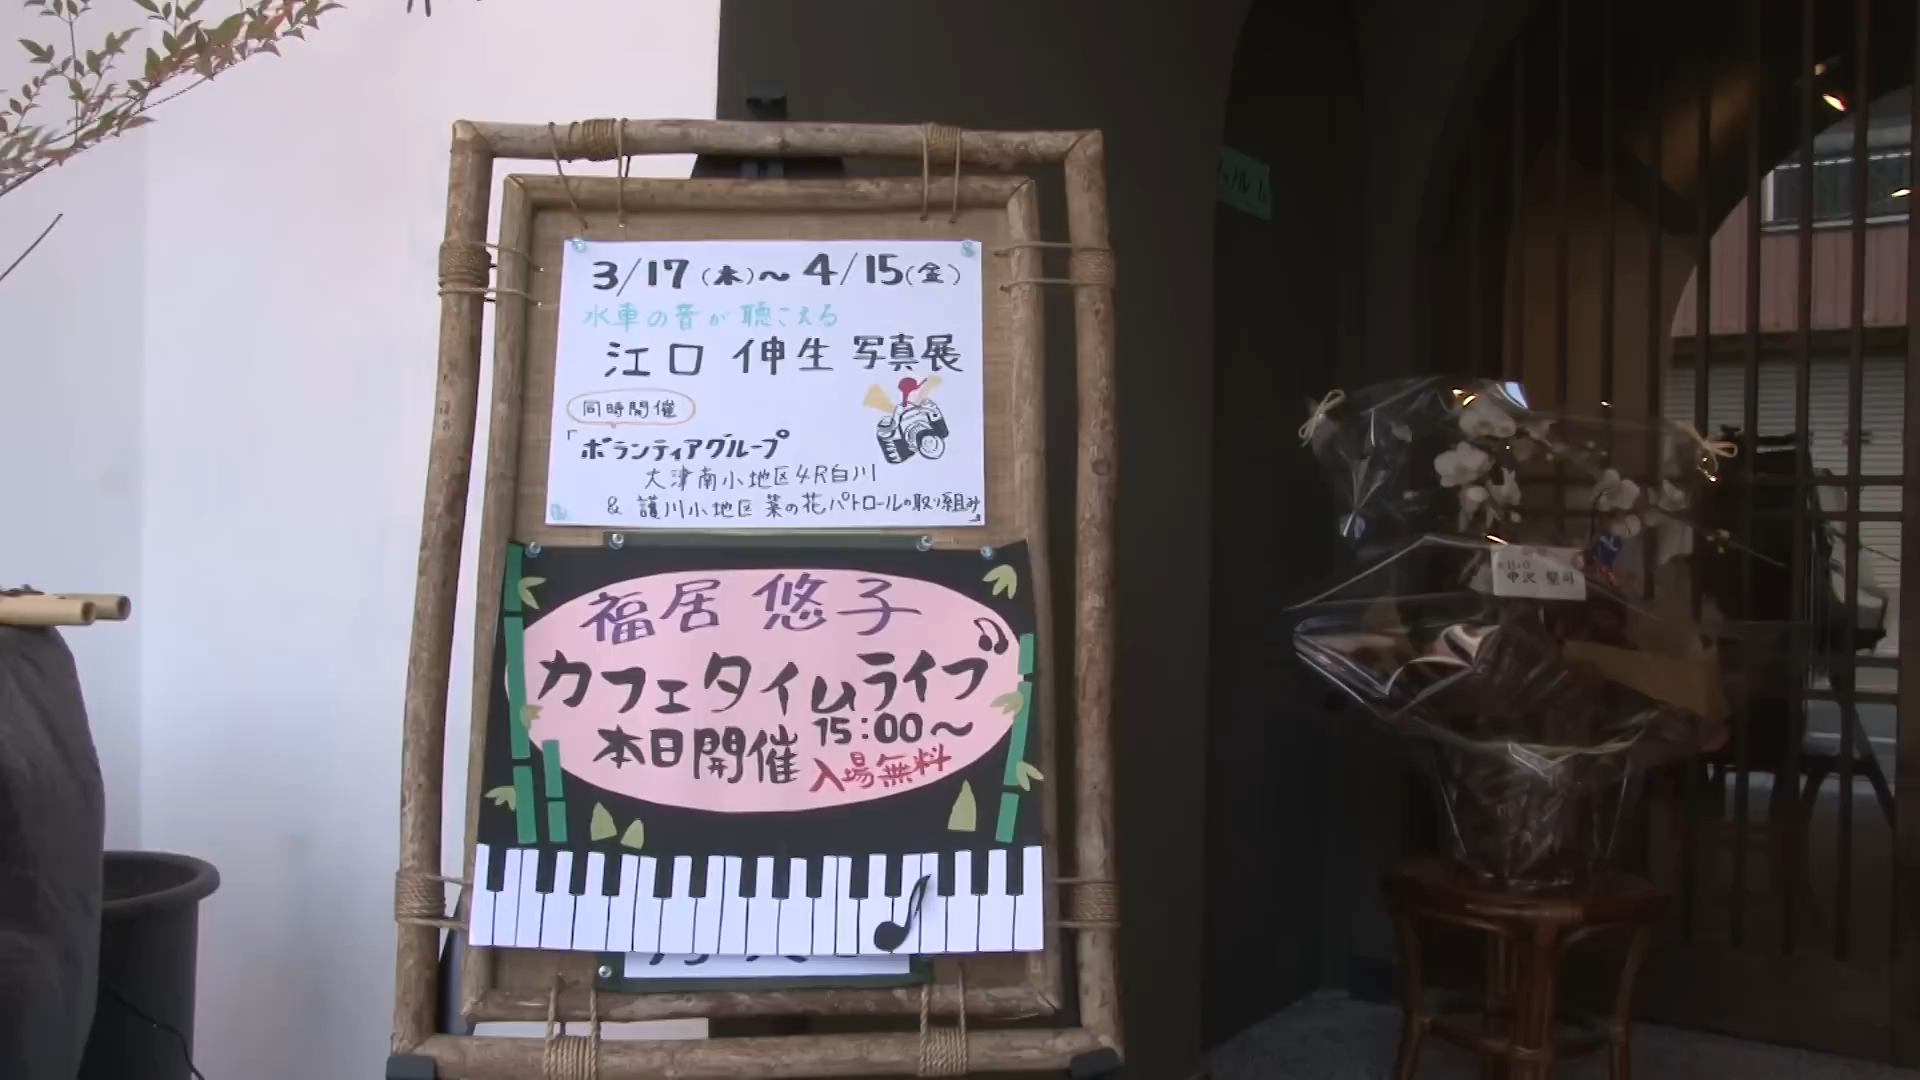 3/17(木)～4/15(金)
水車の音が聴こえる
江口 伸生 写真展
同時開催
「ボランティアグループ
大津南小地区4R白川
& 護川小地区 菜の花パトロールの取り組み」
福居 悠子
カフェタイムライブ
本日開催 15:00～
入場無料